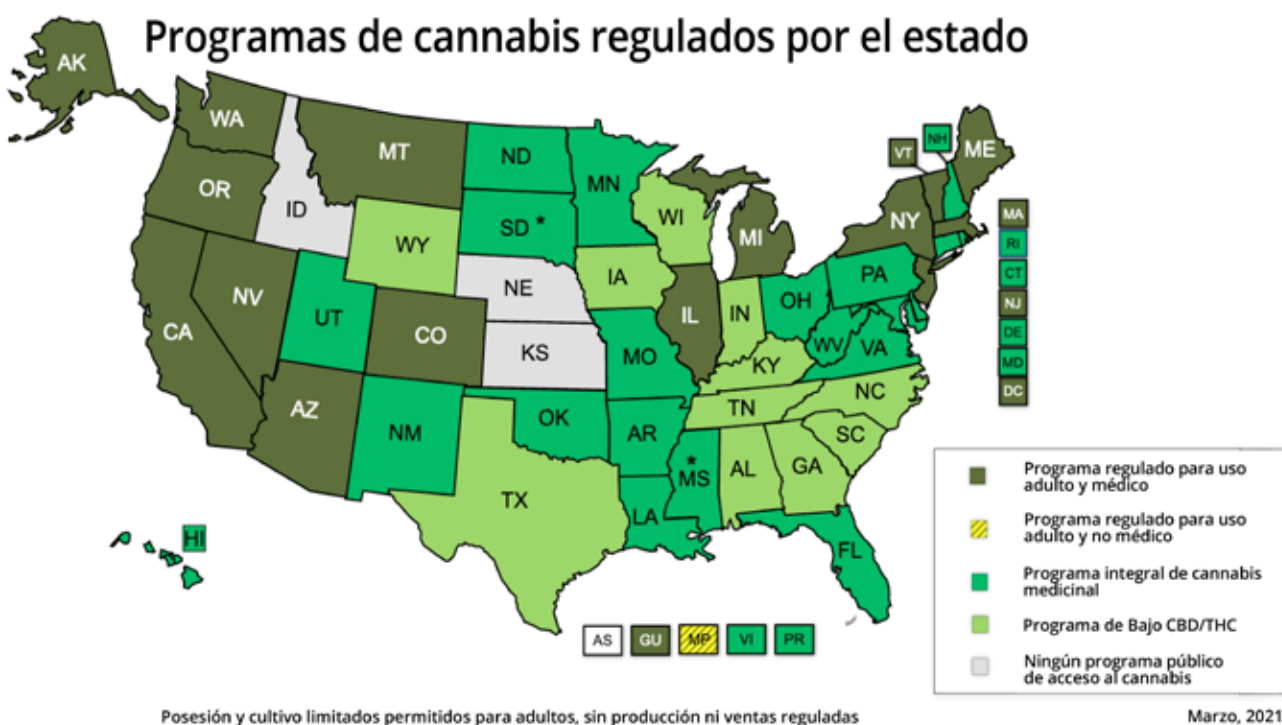 Programas de cannabis regulados por el estado
AK
WA
OR
CA
NV
ID
MT
WY
UT
CO
AZ
NM
ND
SD *
NE
KS
OK
TX
MN
IA
MO
AR
LA
WI
IL
MI
IN
OH
KY
TN
*
MS
AL
GA
FL
SC
NC
VA
WV
PA
NY
VT
NH
ME
MA
RI
CT
NJ
DE
MD
DC
HI
AS
GU
MP
VI
PR
Programa regulado para uso
adulto y médico
Programa regulado para uso
adulto y no médico
Programa integral de cannabis
medicinal
Programa de Bajo CBD/THC
Ningún programa público
de acceso al cannabis
Posesión y cultivo limitados permitidos para adultos, sin producción ni ventas reguladas
Marzo, 2021